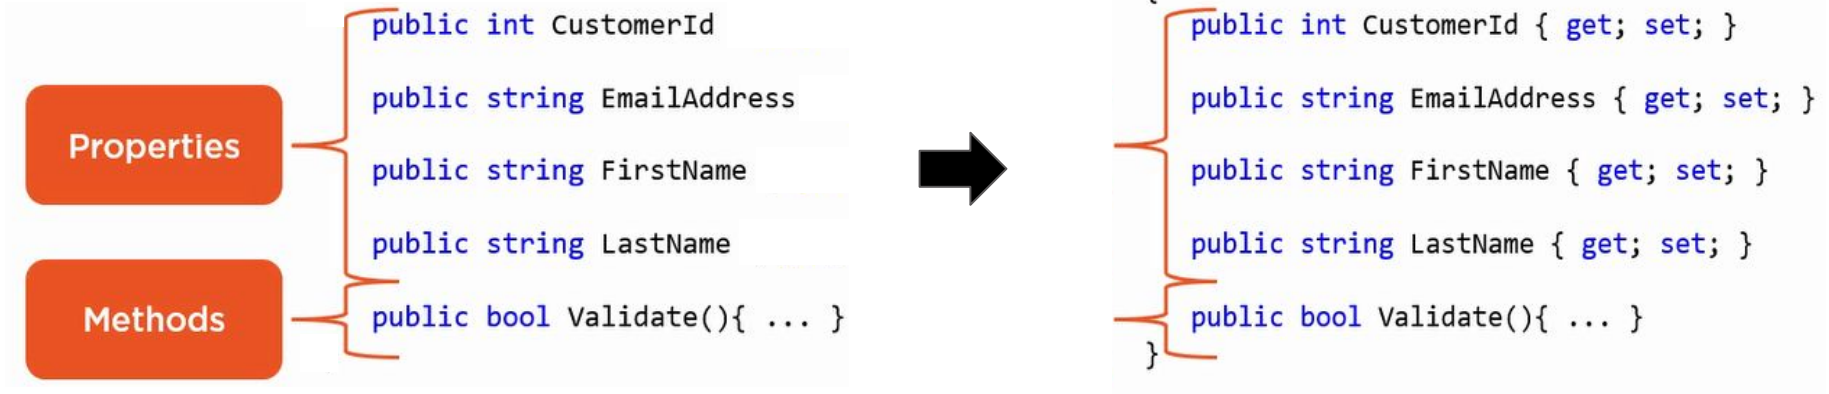 Properties
Methods
public int CustomerId
public string EmailAddress
public string FirstName
public string LastName
public bool Validate(){ ... }
{
public int CustomerId { get; set; }
public string EmailAddress { get; set; }
public string FirstName { get; set; }
public string LastName { get; set; }
public bool Validate(){ ... }
}